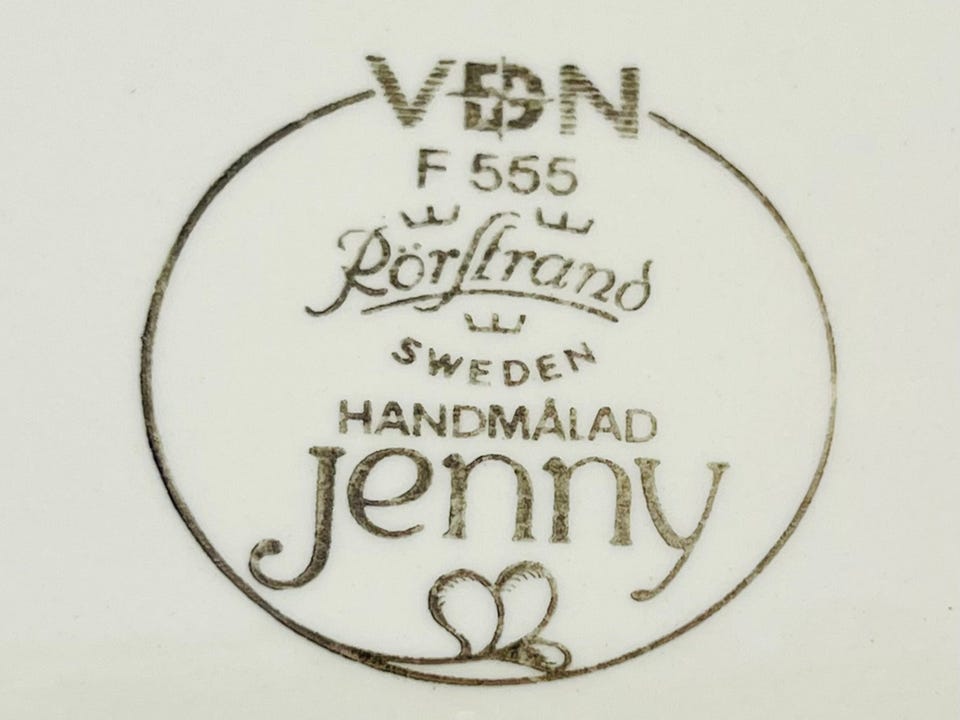 VDN
F 555
Rörstrand
SWEDEN
HANDMÅLAD
Jenny